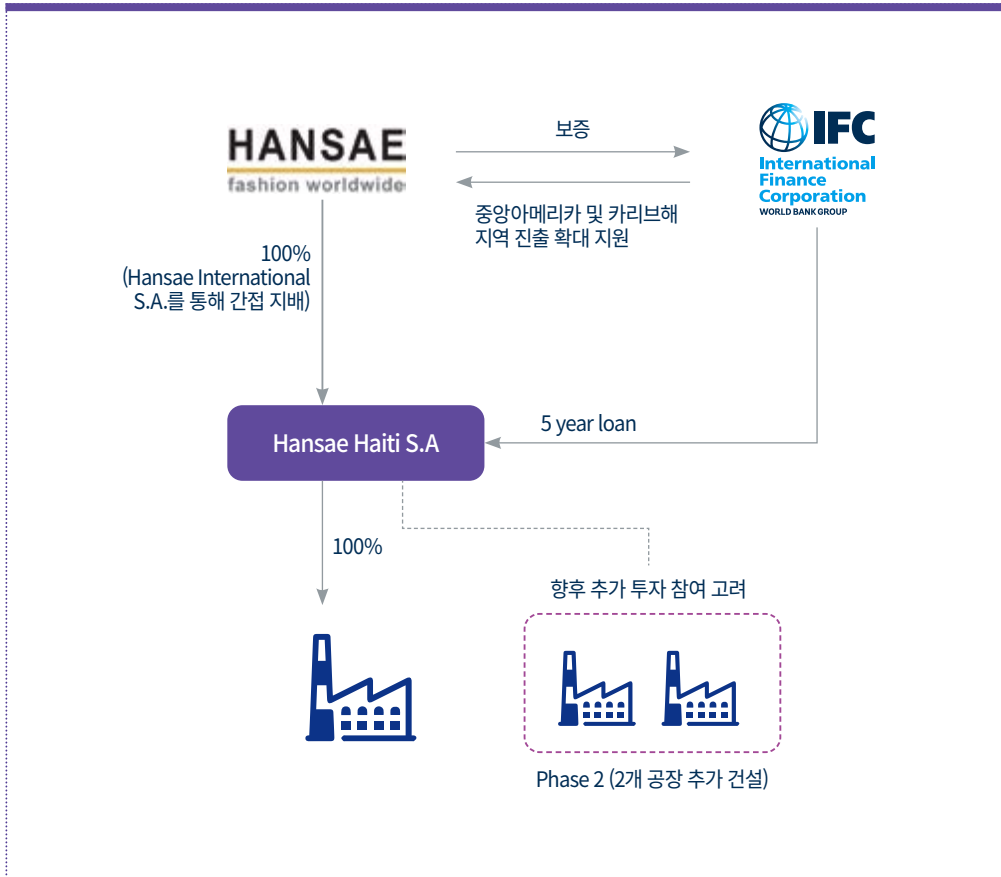 HANSAE
fashion worldwide
보증
IFC
International
Finance
Corporation
WORLD BANK GROUP
중앙아메리카 및 카리브해
지역 진출 확대 지원
100%
(Hansae International
S.A.를 통해 간접 지배)
Hansae Haiti S.A
5 year loan
100%
향후 추가 투자 참여 고려
Phase 2 (2개 공장 추가 건설)